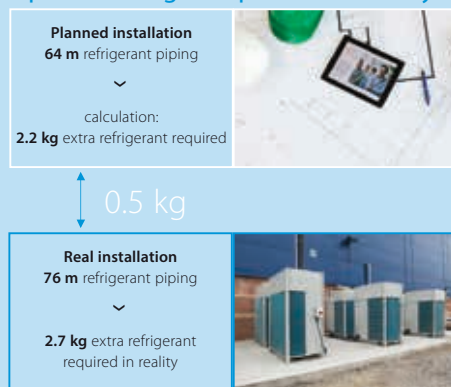 Planned installation
64 m refrigerant piping
calculation:
2.2 kg extra refrigerant required
0.5 kg
Real installation
76 m refrigerant piping
2.7 kg extra refrigerant
required in reality